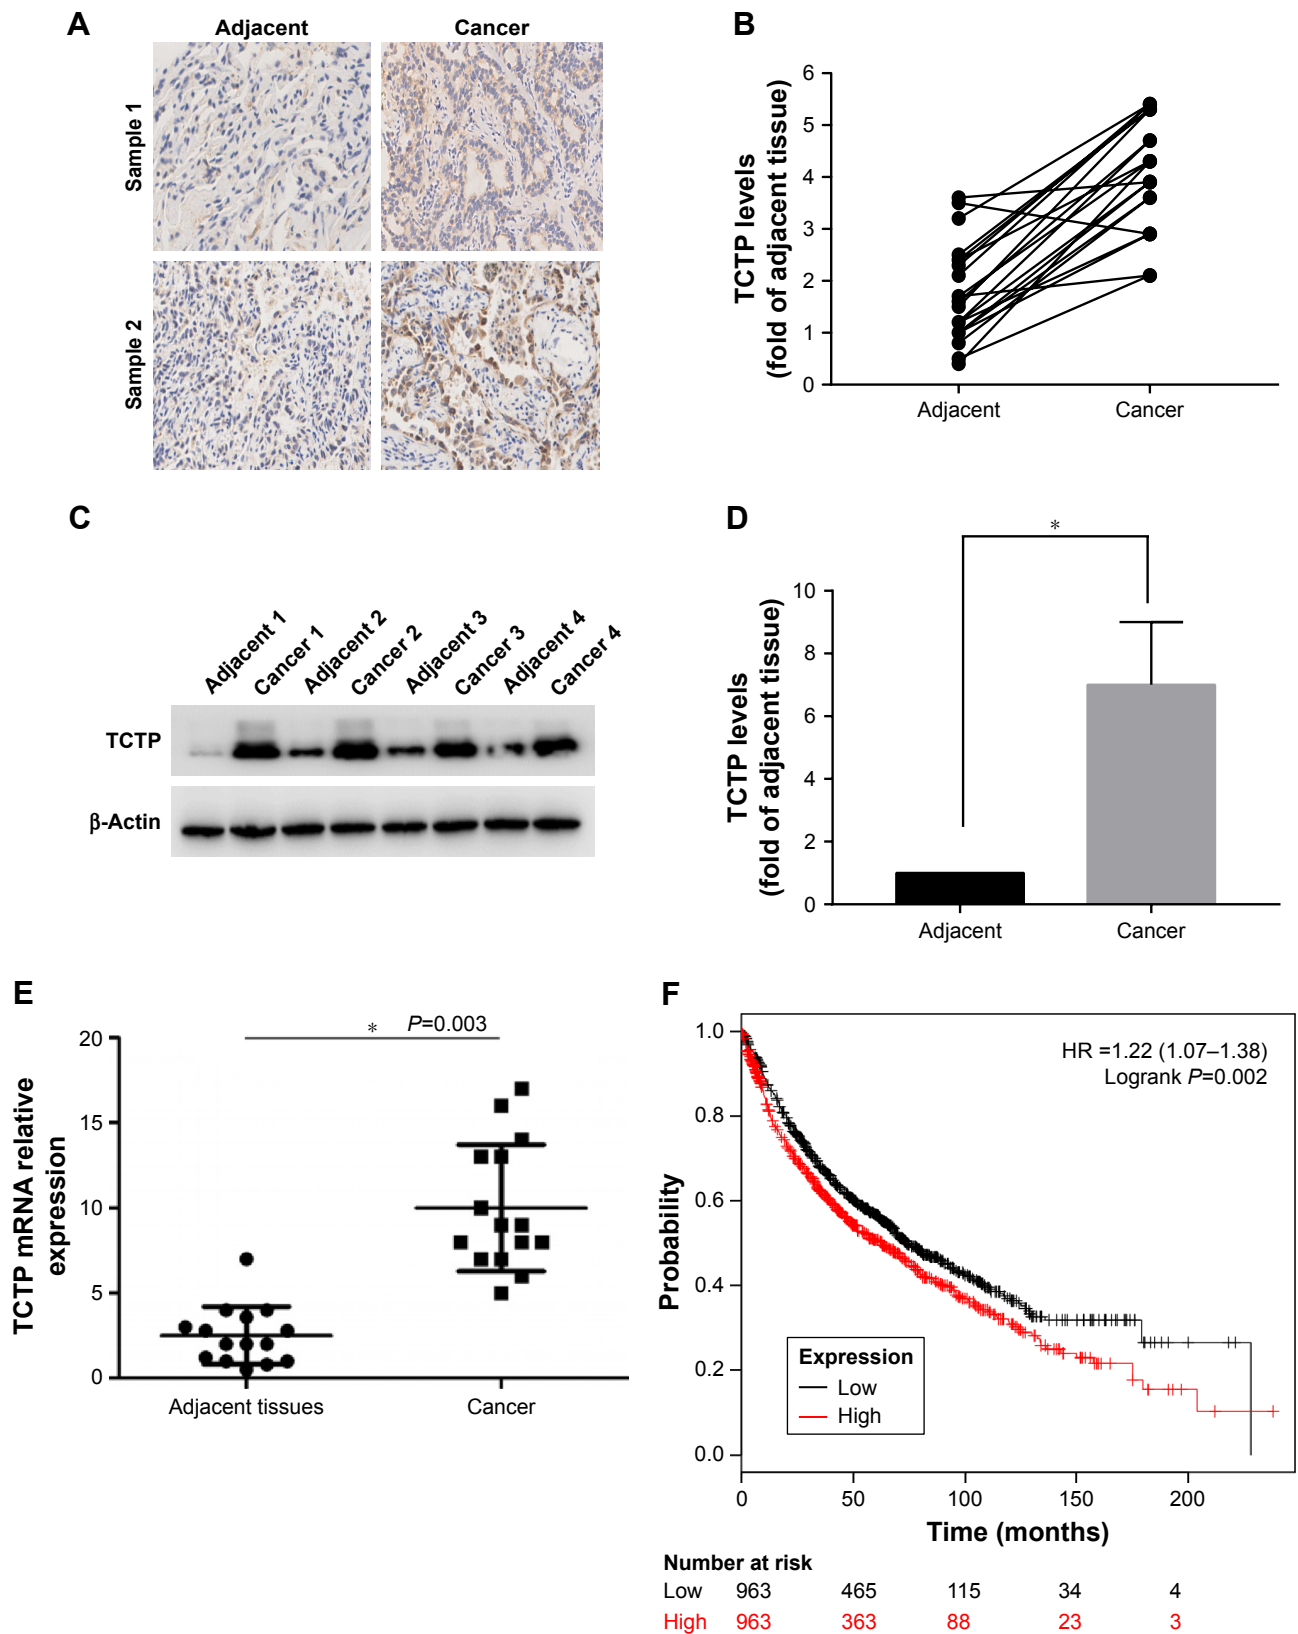 A
Adjacent
Cancer
Sample 1
Sample 2
B
TCTP levels
(fold of adjacent tissue)
6
5
4
3
2
1
0
Adjacent
Cancer
C
Adjacent 1
Cancer 1
Adjacent 2
Cancer 2
Adjacent 3
Cancer 3
Adjacent 4
Cancer 4
TCTP
β-Actin
D
*
TCTP levels
(fold of adjacent tissue)
10
8
6
4
2
0
Adjacent
Cancer
E
* P=0.003
TCTP mRNA relative
expression
20
15
10
5
0
Adjacent tissues
Cancer
F
HR =1.22 (1.07–1.38)
Logrank P=0.002
Probability
1.0
0.8
0.6
0.4
0.2
0.0
Expression
Low
High
0 50 100 150 200
Time (months)
Number at risk
Low 963 465 115 34 4
High 963 363 88 23 3